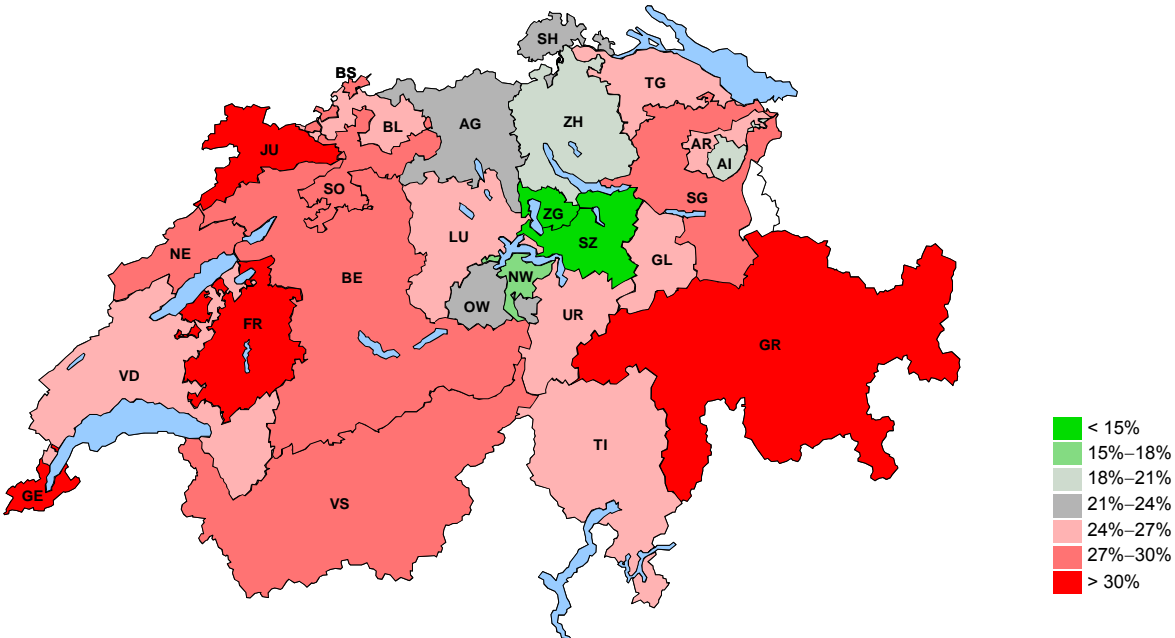 SH
BS
TG
BL
AG
ZH
JU
AR
AI
SO
SG
ZG
LU
SZ
NE
GL
BE
NW
OW
UR
FR
GR
VD
TI
GE
VS
< 15%
15%–18%
18%–21%
21%–24%
24%–27%
27%–30%
> 30%